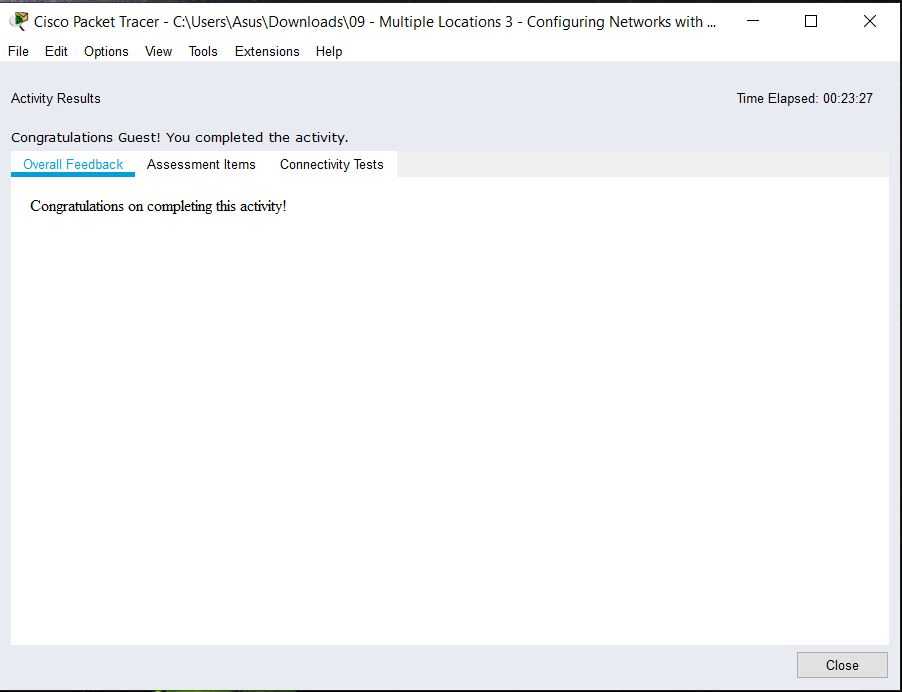 Cisco Packet Tracer - C:\Users\Asus\Downloads\09 - Multiple Locations 3 - Configuring Networks with ...
File Edit Options View Tools Extensions Help
Activity Results Time Elapsed: 00:23:27
Congratulations Guest! You completed the activity.
Overall Feedback Assessment Items Connectivity Tests
Congratulations on completing this activity!
Close